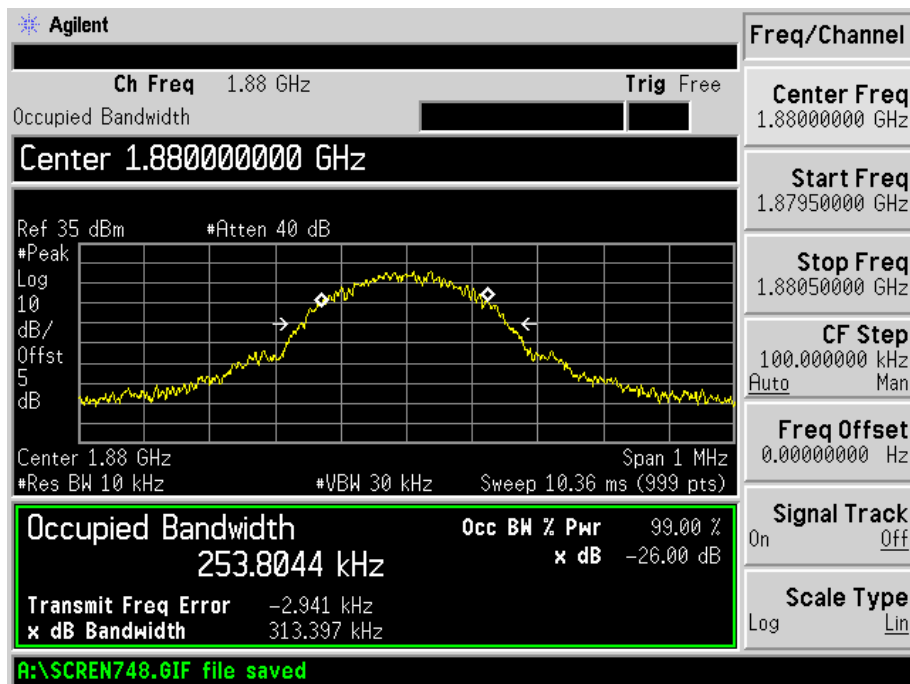 Agilent
Freq/Channel
Ch Freq 1.88 GHz Trig Free
Occupied Bandwidth
Center 1.880000000 GHz
Ref 35 dBm #Atten 40 dB
#Peak
Log
10
dB/
Offst
5
dB
Center 1.88 GHz Span 1 MHz
#Res BW 10 kHz #VBW 30 kHz Sweep 10.36 ms (999 pts)
Occupied Bandwidth
253.8044 kHz
Occ BW % Pwr 99.00 %
x dB -26.00 dB
Transmit Freq Error -2.941 kHz
x dB Bandwidth 313.397 kHz
A:\SCREN748.GIF file saved
Center Freq
1.88000000 GHz
Start Freq
1.87950000 GHz
Stop Freq
1.88050000 GHz
CF Step
100.000000 kHz
Auto Man
Freq Offset
0.00000000 Hz
Signal Track
On Off
Scale Type
Log Lin